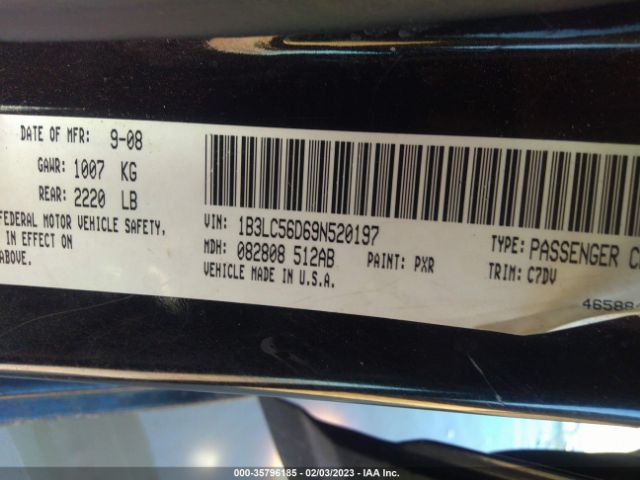 DATE OF MFR: 9-08
GAWR: 1007 KG
REAR: 2220 LB
FEDERAL MOTOR VEHICLE SAFETY,
IN EFFECT ON
ABOVE.
VIN: 1B3LC56D69N520197
MDH: 082808 512AB
PAINT: PXR
VEHICLE MADE IN U.S.A.
TYPE: PASSENGER
TRIM: C7DV
46588
000-35796185 - 02/03/2023 - IAA Inc.